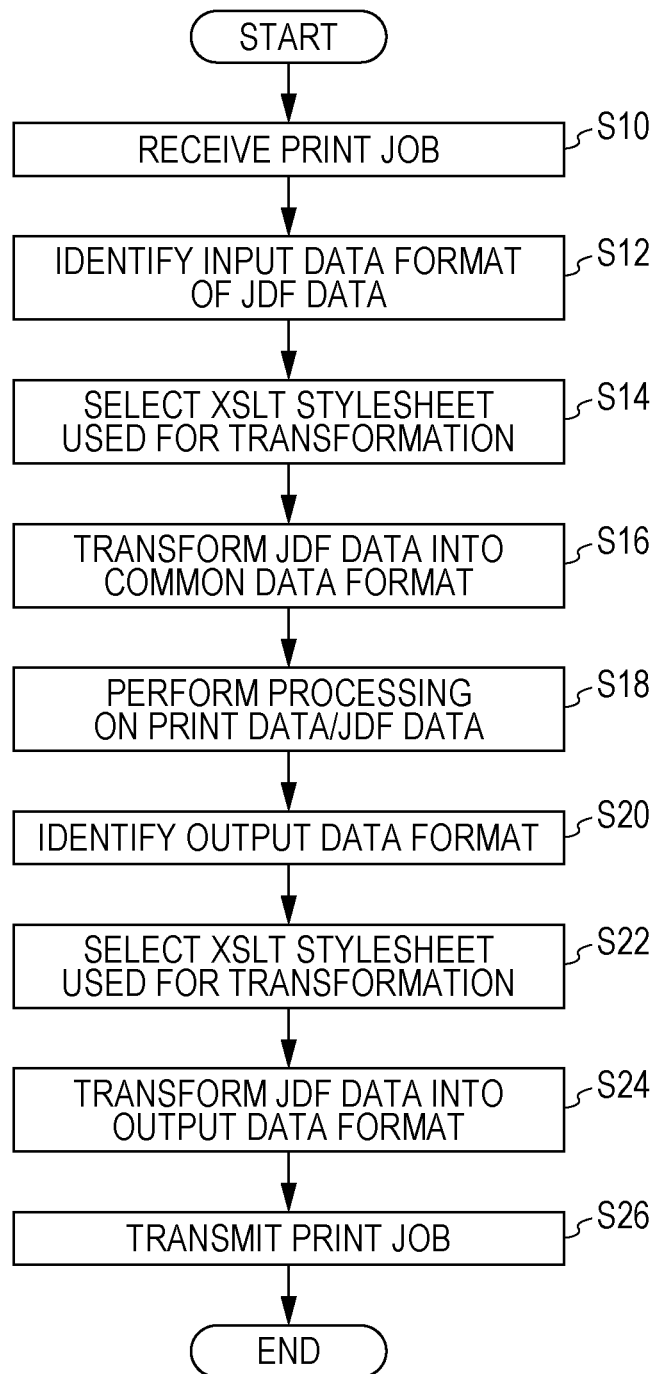 START
RECEIVE PRINT JOB
S10
IDENTIFY INPUT DATA FORMAT
OF JDF DATA
S12
SELECT XSLT STYLESHEET
USED FOR TRANSFORMATION
S14
TRANSFORM JDF DATA INTO
COMMON DATA FORMAT
S16
PERFORM PROCESSING
ON PRINT DATA/JDF DATA
S18
IDENTIFY OUTPUT DATA FORMAT
S20
SELECT XSLT STYLESHEET
USED FOR TRANSFORMATION
S22
TRANSFORM JDF DATA INTO
OUTPUT DATA FORMAT
S24
TRANSMIT PRINT JOB
S26
END